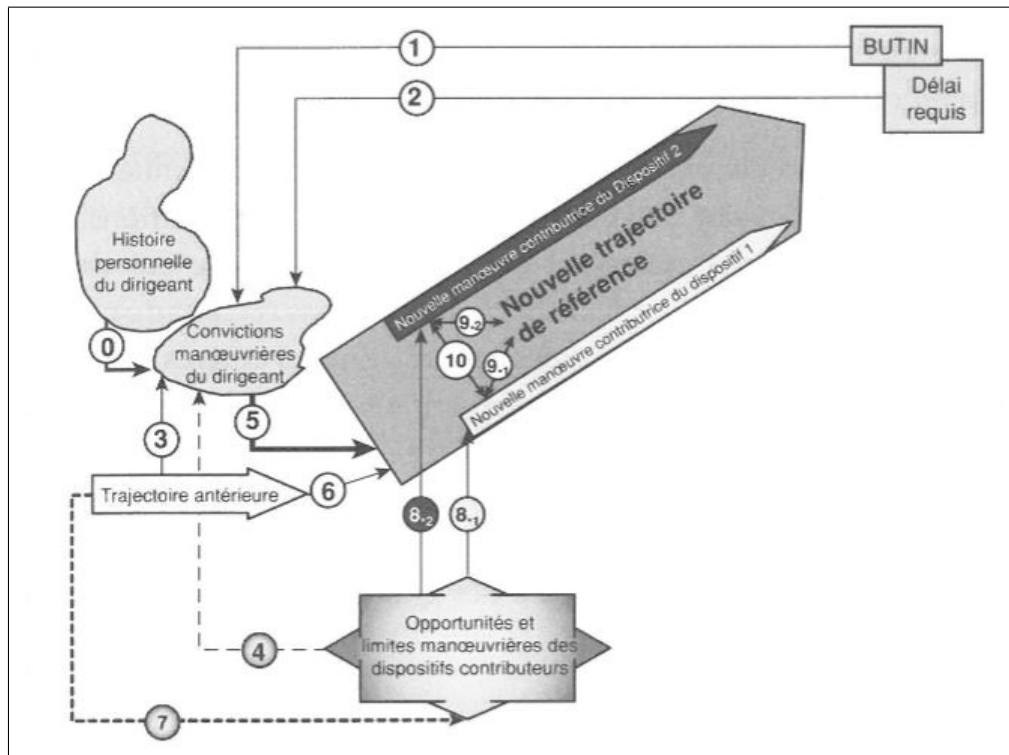 1
BUTIN
2
Délai
requis
Histoire
personnelle
du dirigeant
Nouvelle manœuvre contributrice du Dispositif 2
Nouvelle trajectoire
de référence
Nouvelle manœuvre contributrice du dispositif 1
9.2
10
9.1
0
Convictions
manœuvrières
du dirigeant
3
5
Trajectoire antérieure
6
8.2
8.1
Opportunités et
limites manœuvrières des
dispositifs contributeurs
4
7